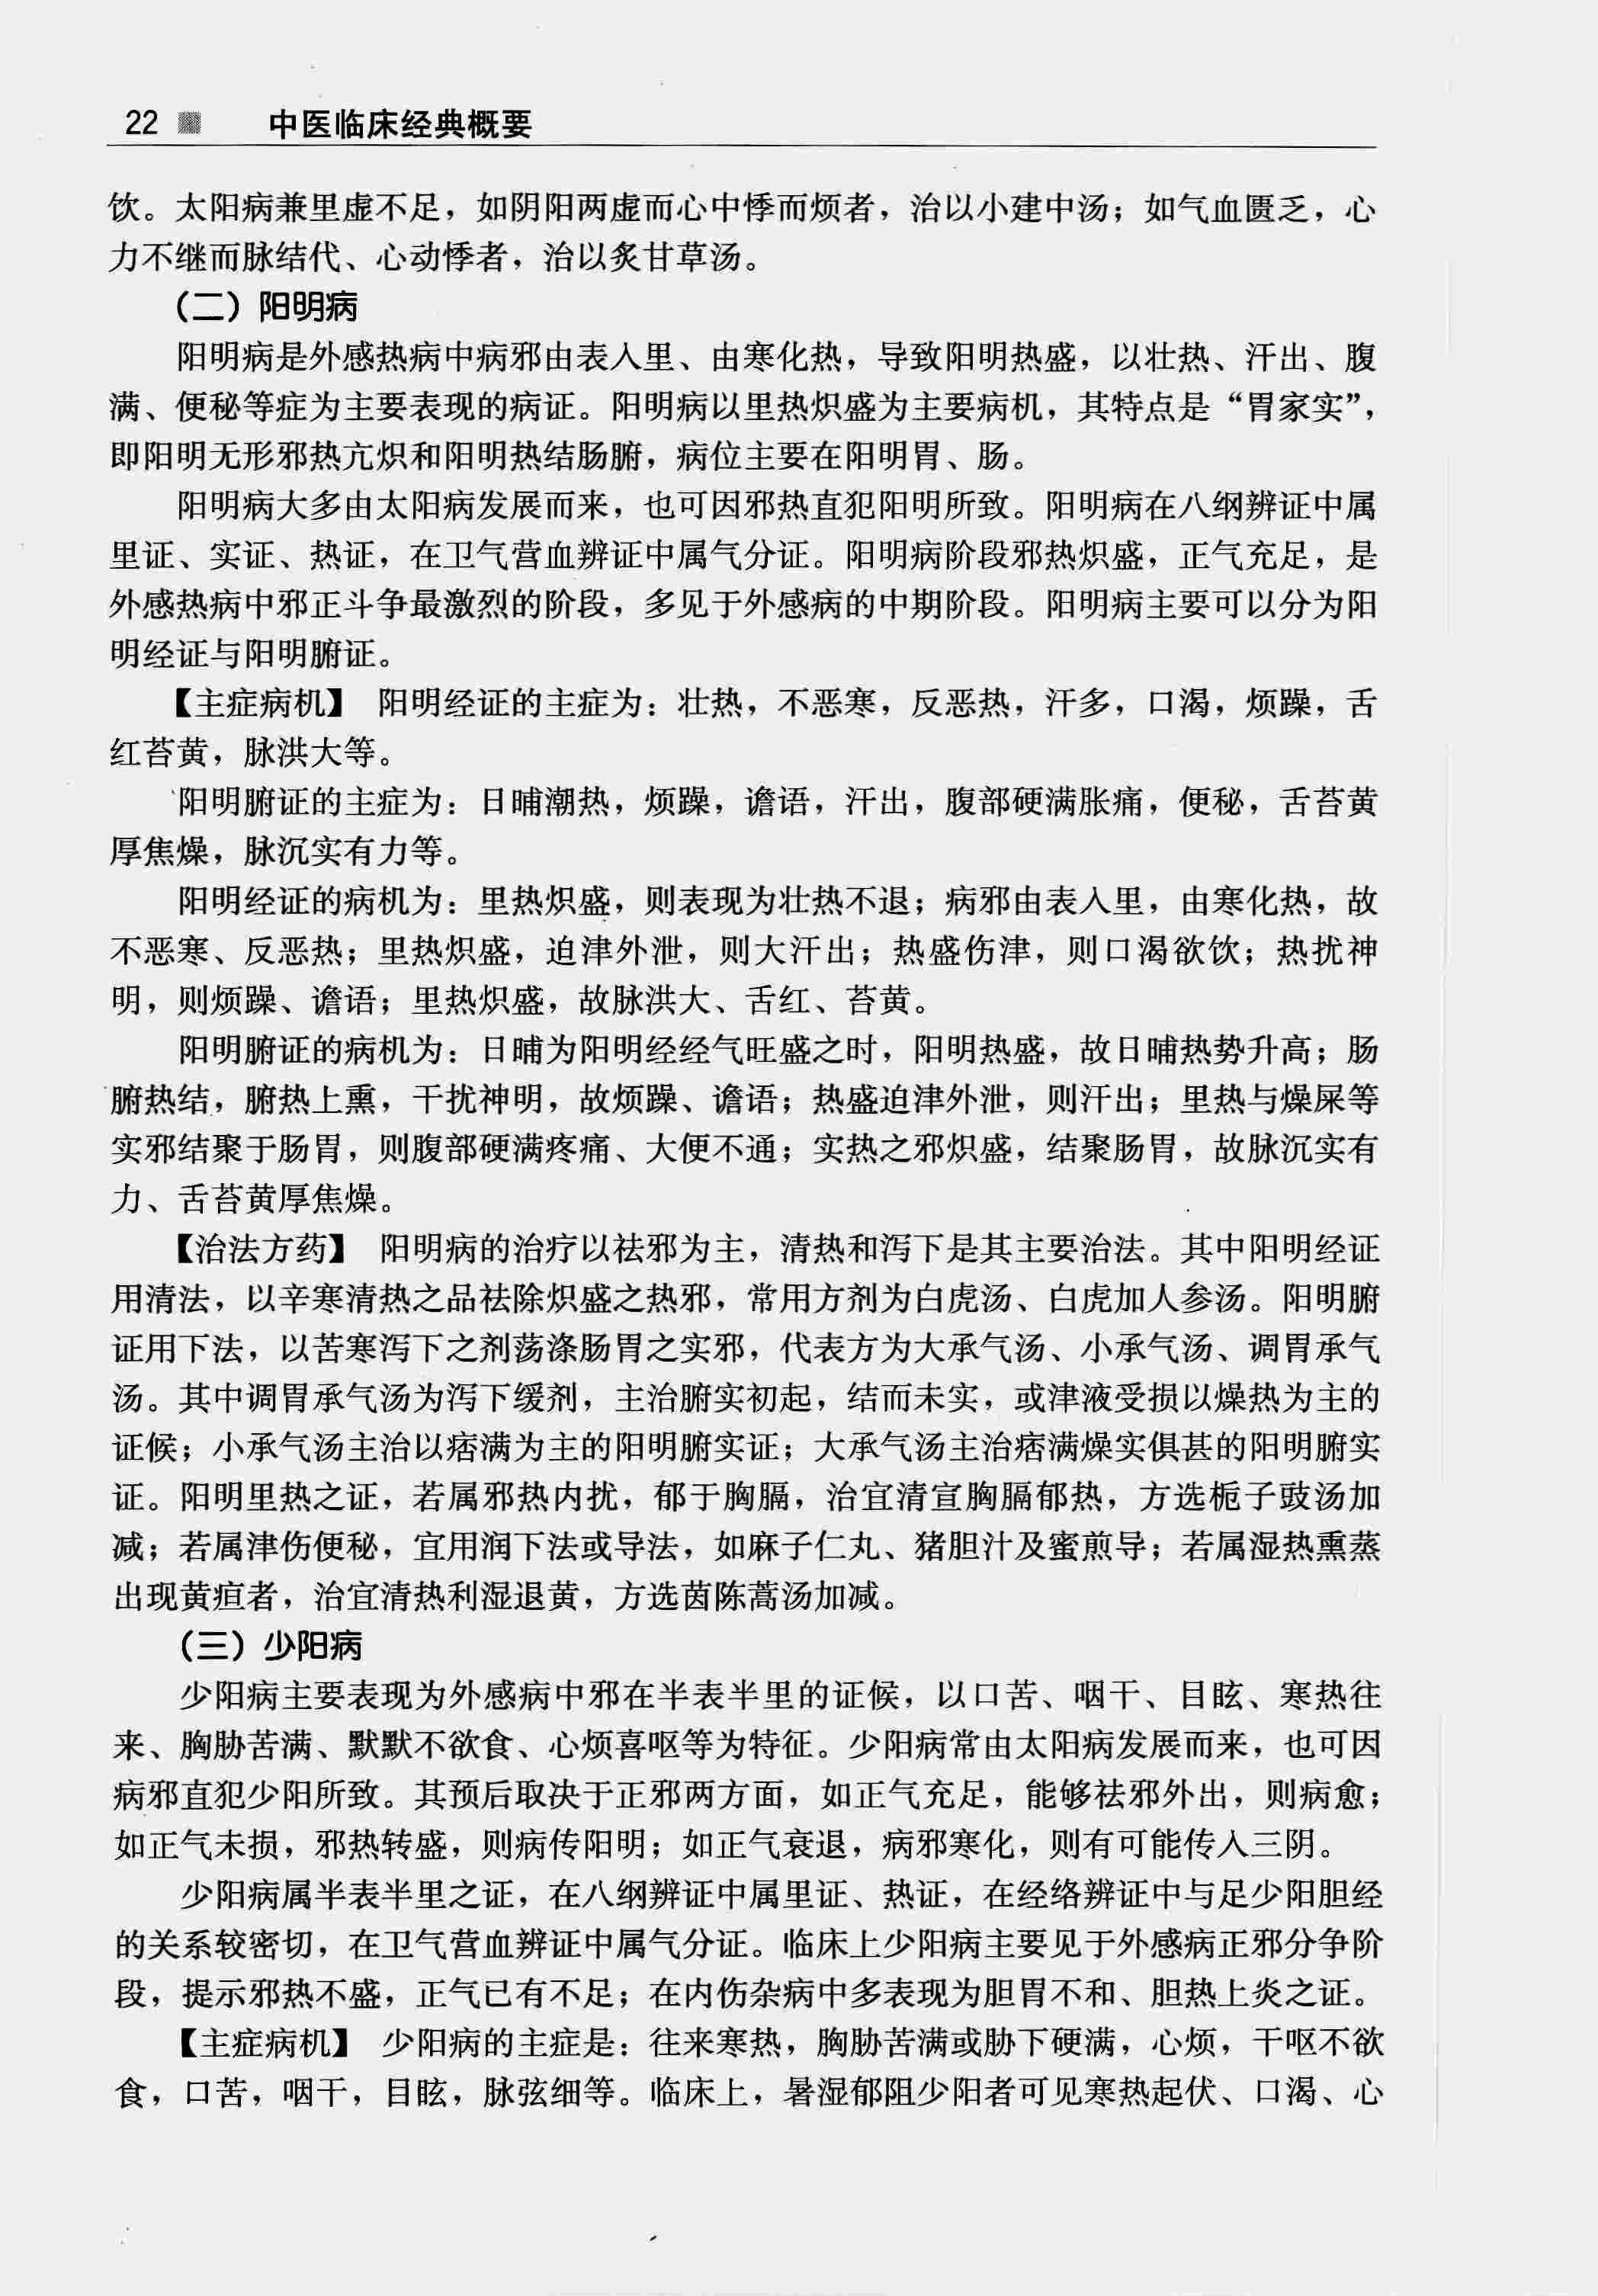 22 中医临床经典概要
饮。太阳病兼里虚不足，如阴阳两虚而心中悸而烦者，治以小建中汤；如气血匮乏，心
力不继而脉结代、心动悸者，治以炙甘草汤。
（二）阳明病
阳明病是外感热病中病邪由表入里、由寒化热，导致阳明热盛，以壮热、汗出、腹
满、便秘等症为主要表现的病证。阳明病以里热炽盛为主要病机，其特点是“胃家实”，
即阳明无形邪热亢炽和阳明热结肠腑，病位主要在阳明胃、肠。
阳明病大多由太阳病发展而来，也可因邪热直犯阳明所致。阳明病在八纲辨证中属
里证、实证、热证，在卫气营血辨证中属气分证。阳明病阶段邪热炽盛，正气充足，是
外感热病中邪正斗争最激烈的阶段，多见于外感病的中期阶段。阳明病主要可以分为阳
明经证与阳明腑证。
【主症病机】 阳明经证的主症为：壮热，不恶寒，反恶热，汗多，口渴，烦躁，舌
红苔黄，脉洪大等。
阳明腑证的主症为：日晡潮热，烦躁，谵语，汗出，腹部硬满胀痛，便秘，舌苔黄
厚焦燥，脉沉实有力等。
阳明经证的病机为：里热炽盛，则表现为壮热不退；病邪由表入里，由寒化热，故
不恶寒、反恶热；里热炽盛，迫津外泄，则大汗出；热盛伤津，则口渴欲饮；热扰神
明，则烦躁、谵语；里热炽盛，故脉洪大、舌红、苔黄。
阳明腑证的病机为：日晡为阳明经经气旺盛之时，阳明热盛，故日晡热势升高；肠
腑热结，腑热上熏，干扰神明，故烦躁、谵语；热盛迫津外泄，则汗出；里热与燥屎等
实邪结聚于肠胃，则腹部硬满疼痛、大便不通；实热之邪炽盛，结聚肠胃，故脉沉实有
力、舌苔黄厚焦燥。
【治法方药】 阳明病的治疗以祛邪为主，清热和泻下是其主要治法。其中阳明经证
用清法，以辛寒清热之品祛除炽盛之热邪，常用方剂为白虎汤、白虎加人参汤。阳明腑
证用下法，以苦寒泻下之剂荡涤肠胃之实邪，代表方为大承气汤、小承气汤、调胃承气
汤。其中调胃承气汤为泻下缓剂，主治腑实初起，结而未实，或津液受损以燥热为主的
证候；小承气汤主治以痞满为主的阳明腑实证；大承气汤主治痞满燥实俱甚的阳明腑实
证。阳明里热之证，若属邪热内扰，郁于胸膈，治宜清宣胸膈郁热，方选栀子豉汤加
减；若属津伤便秘，宜用润下法或导法，如麻子仁丸、猪胆汁及蜜煎导；若属湿热熏蒸
出现黄疸者，治宜清热利湿退黄，方选茵陈蒿汤加减。
（三）少阳病
少阳病主要表现为外感病中邪在半表半里的证候，以口苦、咽干、目眩、寒热往
来、胸胁苦满、默默不欲食、心烦喜呕等为特征。少阳病常由太阳病发展而来，也可因
病邪直犯少阳所致。其预后取决于正邪两方面，如正气充足，能够祛邪外出，则病愈；
如正气未损，邪热转盛，则病传阳明；如正气衰退，病邪寒化，则有可能传入三阴。
少阳病属半表半里之证，在八纲辨证中属里证、热证，在经络辨证中与足少阳胆经
的关系较密切，在卫气营血辨证中属气分证。临床上少阳病主要见于外感病正邪分争阶
段，提示邪热不盛，正气已有不足；在内伤杂病中多表现为胆胃不和、胆热上炎之证。
【主症病机】 少阳病的主症是：往来寒热，胸胁苦满或胁下硬满，心烦，干呕不欲
食，口苦，咽干，目眩，脉弦细等。临床上，暑湿郁阻少阳者可见寒热起伏、口渴、心